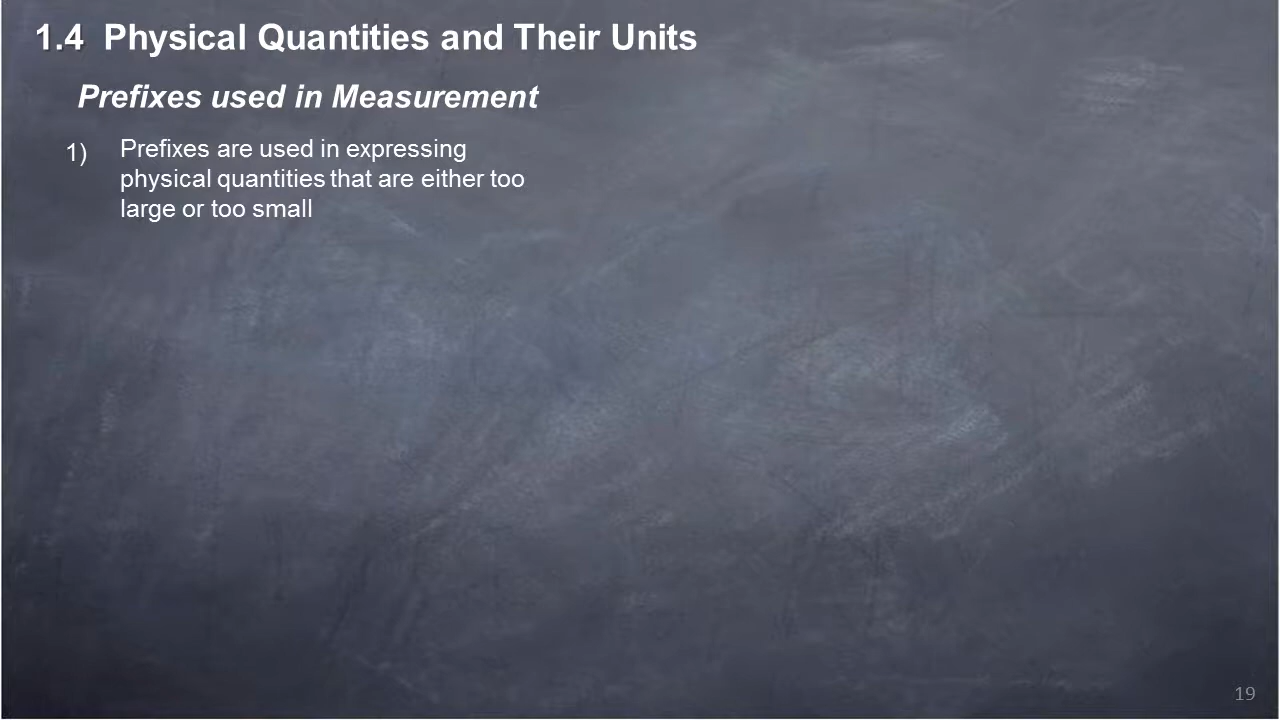 1.4 Physical Quantities and Their Units
Prefixes used in Measurement
1) Prefixes are used in expressing
physical quantities that are either too
large or too small
19